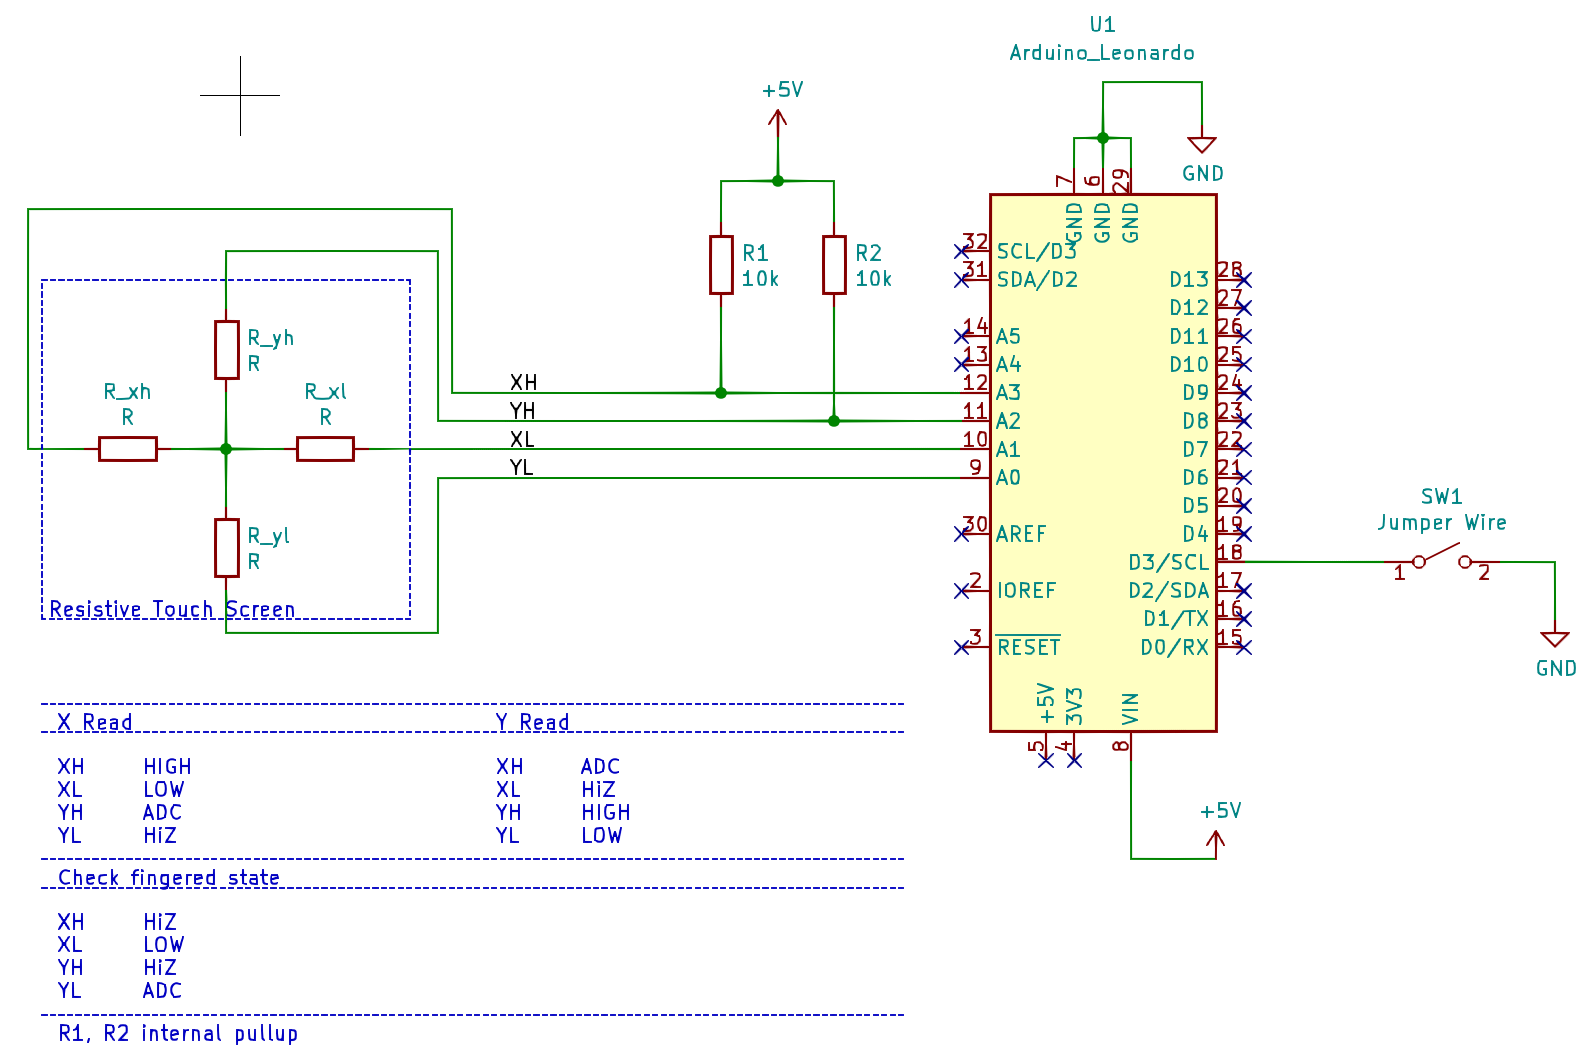 U1
Arduino_Leonardo
+5V
GND
7
6
29
GND
GND
GND
R1
10k
R2
10k
32
SCL/D3
31
SDA/D2
14
A5
13
A4
XH
12
A3
YH
11
A2
XL
10
A1
YL
9
A0
30
AREF
2
IOREF
3
RESET
D13
28
D12
27
D11
26
D10
25
D9
24
D8
23
D7
22
D6
21
D5
20
D4
19
D3/SCL
18
D2/SDA
17
D1/TX
16
D0/RX
15
SW1
Jumper Wire
1
2
GND
+5V
3V3
VIN
5
4
8
+5V
R_yh
R
R_xh
R
R_xl
R
R_yl
R
Resistive Touch Screen
X Read Y Read
XH HIGH XH ADC
XL LOW XL HiZ
YH ADC YH HIGH
YL HiZ YL LOW
Check fingered state
XH HiZ
XL LOW
YH HiZ
YL ADC
R1, R2 internal pullup